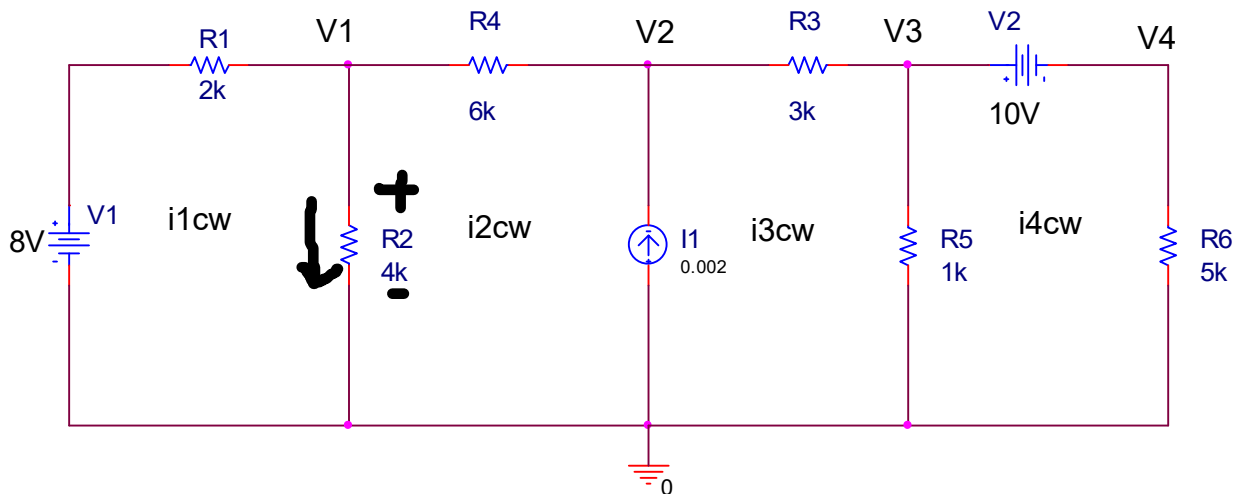 R1
2k
V1
R4
6k
V2
R3
3k
V3
V2
10V
V4
8V
V1
i1cw
+
R2
4k
-
i2cw
I1
0.002
i3cw
R5
1k
i4cw
R6
5k
0